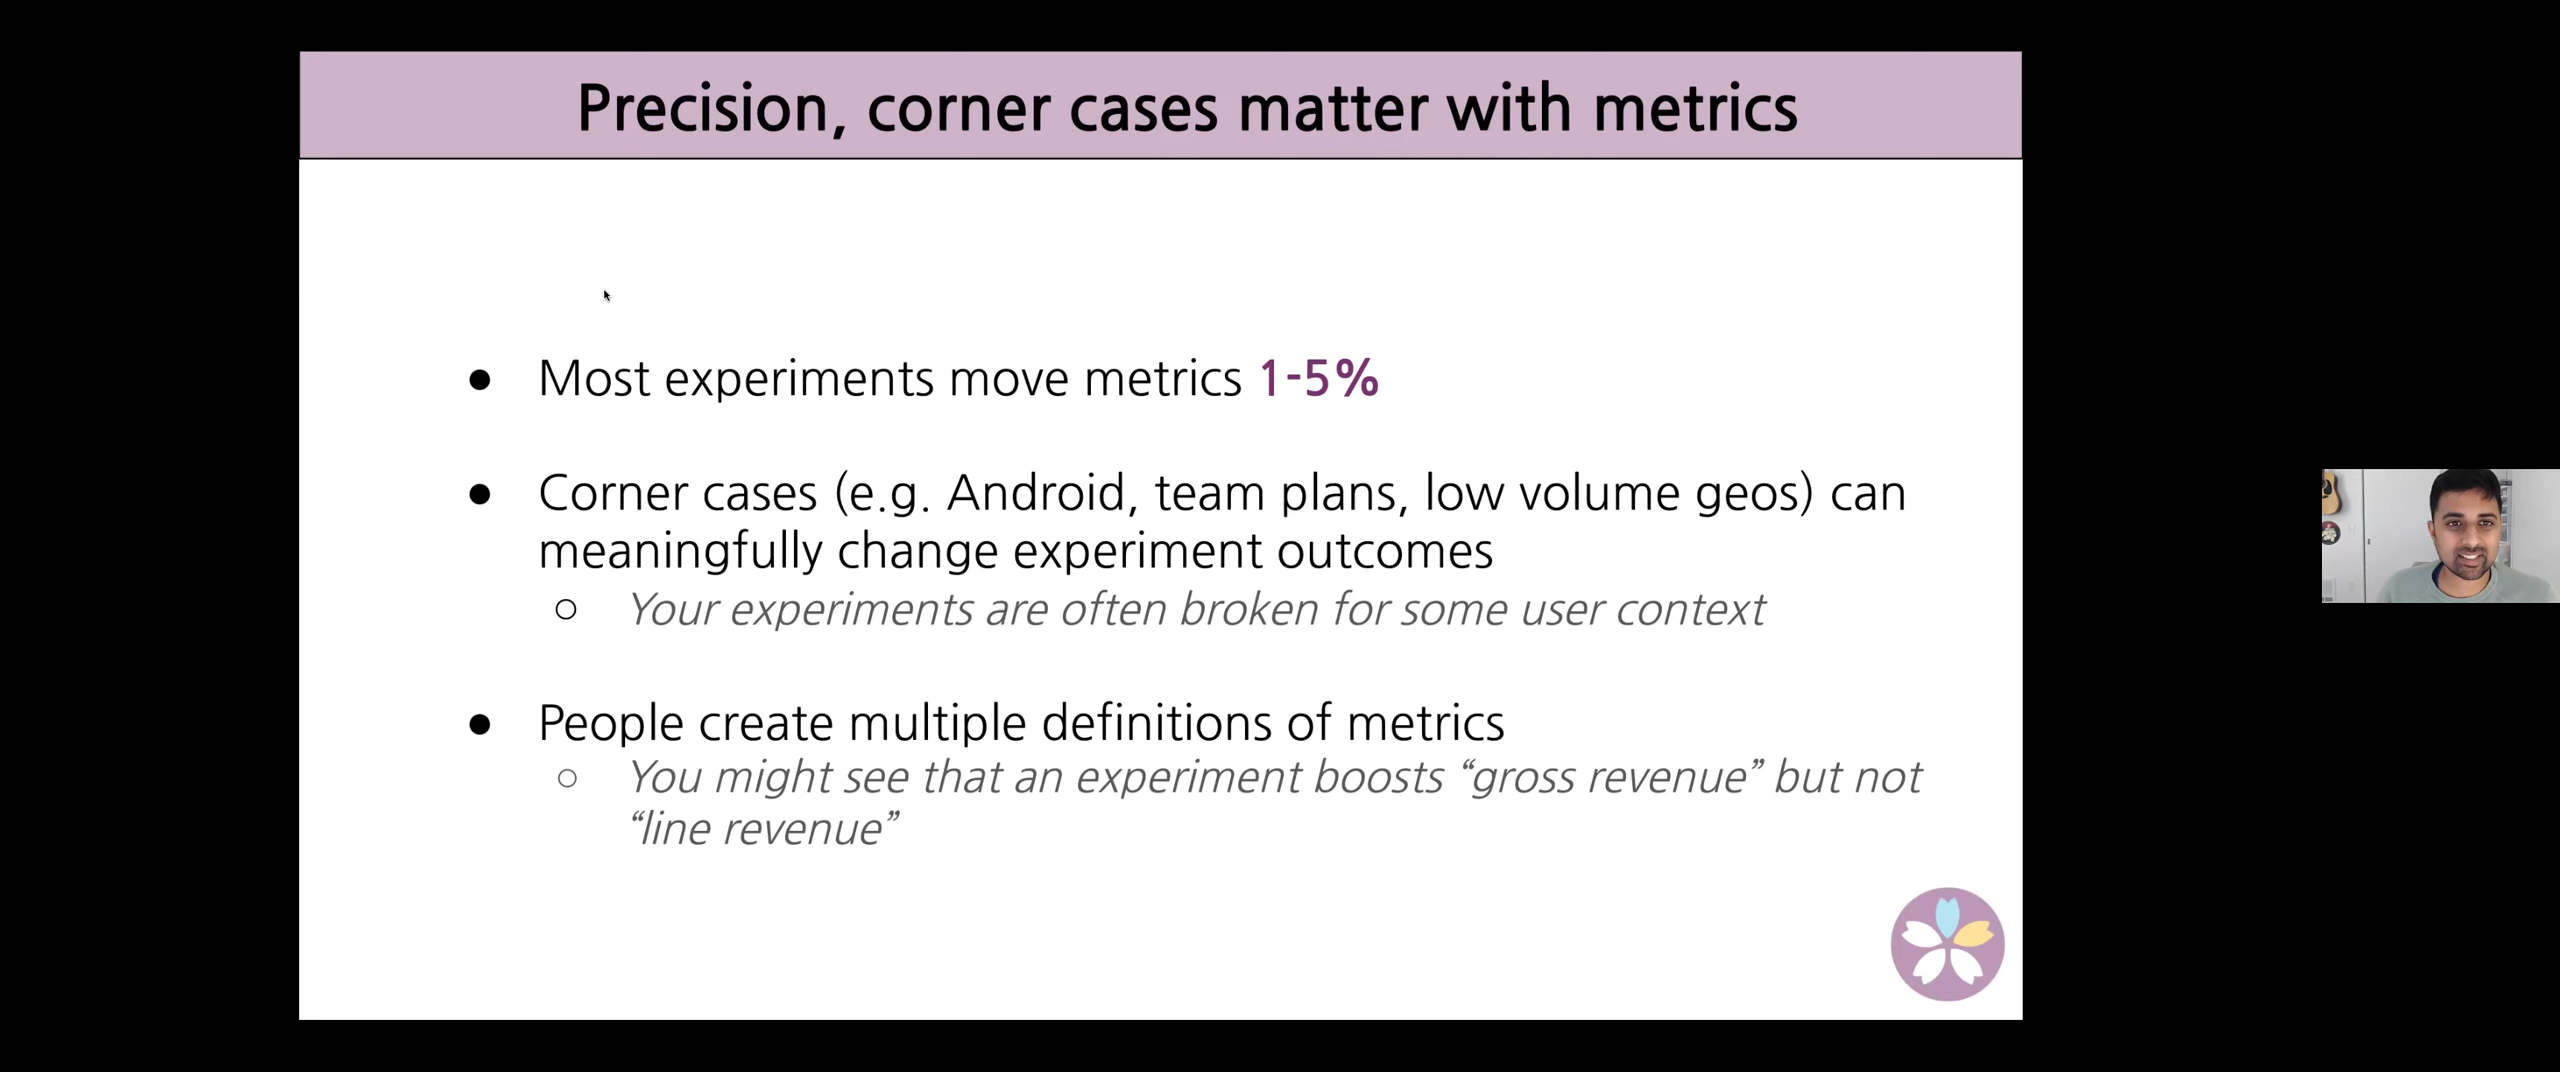 Precision, corner cases matter with metrics
● Most experiments move metrics 1-5%
● Corner cases (e.g. Android, team plans, low volume geos) can
meaningfully change experiment outcomes
○ Your experiments are often broken for some user context
● People create multiple definitions of metrics
○ You might see that an experiment boosts “gross revenue” but not
“line revenue”